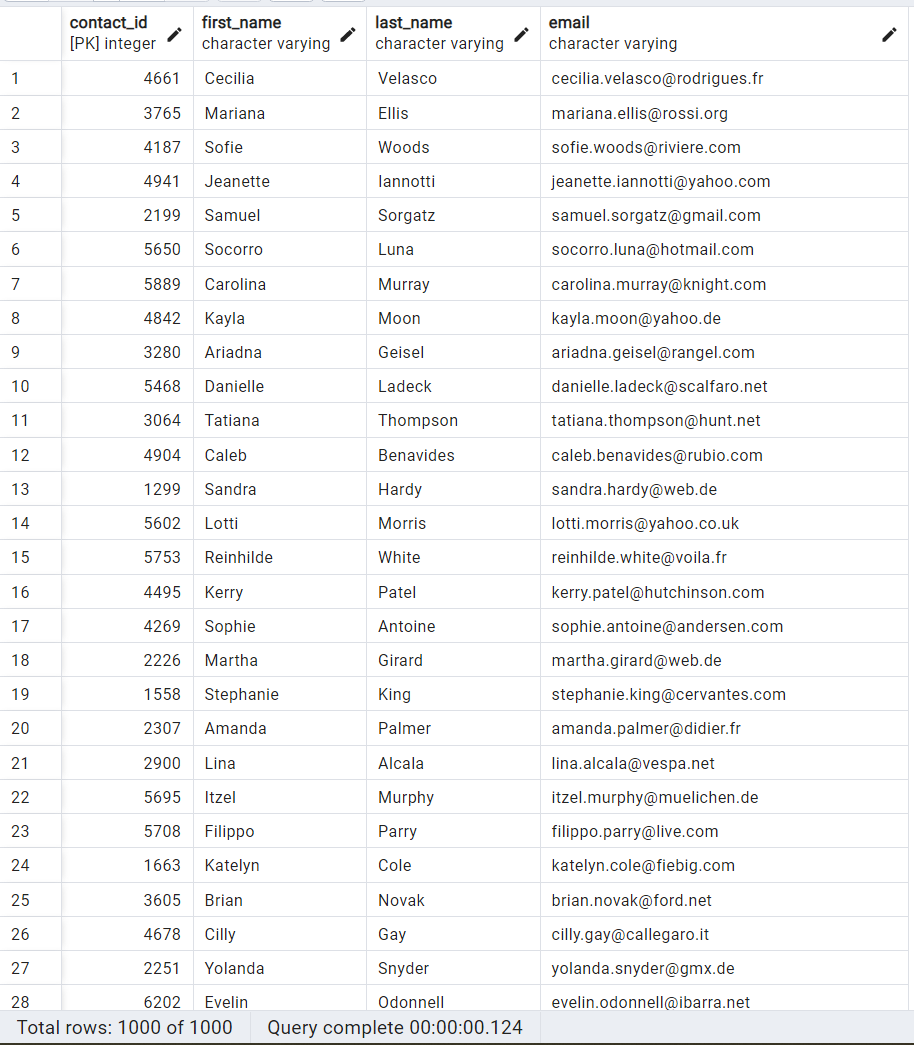 contact_id first_name last_name email
[PK] integer character varying character varying character varying
1 4661 Cecilia Velasco cecilia.velasco@rodrigues.fr
2 3765 Mariana Ellis mariana.ellis@rossi.org
3 4187 Sofie Woods sofie.woods@riviere.com
4 4941 Jeanette Iannotti jeanette.iannotti@yahoo.com
5 2199 Samuel Sorgatz samuel.sorgatz@gmail.com
6 5650 Socorro Luna socorro.luna@hotmail.com
7 5889 Carolina Murray carolina.murray@knight.com
8 4842 Kayla Moon kayla.moon@yahoo.de
9 3280 Ariadna Geisel ariadna.geisel@rangel.com
10 5468 Danielle Ladeck danielle.ladeck@scalfaro.net
11 3064 Tatiana Thompson tatiana.thompson@hunt.net
12 4904 Caleb Benavides caleb.benavides@rubio.com
13 1299 Sandra Hardy sandra.hardy@web.de
14 5602 Lotti Morris lotti.morris@yahoo.co.uk
15 5753 Reinhilde White reinhilde.white@voila.fr
16 4495 Kerry Patel kerry.patel@hutchinson.com
17 4269 Sophie Antoine sophie.antoine@andersen.com
18 2226 Martha Girard martha.girard@web.de
19 1558 Stephanie King stephanie.king@cervantes.com
20 2307 Amanda Palmer amanda.palmer@didier.fr
21 2900 Lina Alcala lina.alcala@vespa.net
22 5695 Itzel Murphy itzel.murphy@muelichen.de
23 5708 Filippo Parry filippo.parry@live.com
24 1663 Katelyn Cole katelyn.cole@fiebig.com
25 3605 Brian Novak brian.novak@ford.net
26 4678 Cilly Gay cilly.gay@callegaro.it
27 2251 Yolanda Snyder yolanda.snyder@gmx.de
28 6202 Evelin Odonnell evelin.odonnell@ibarra.net
Total rows: 1000 of 1000 Query complete 00:00:00.124